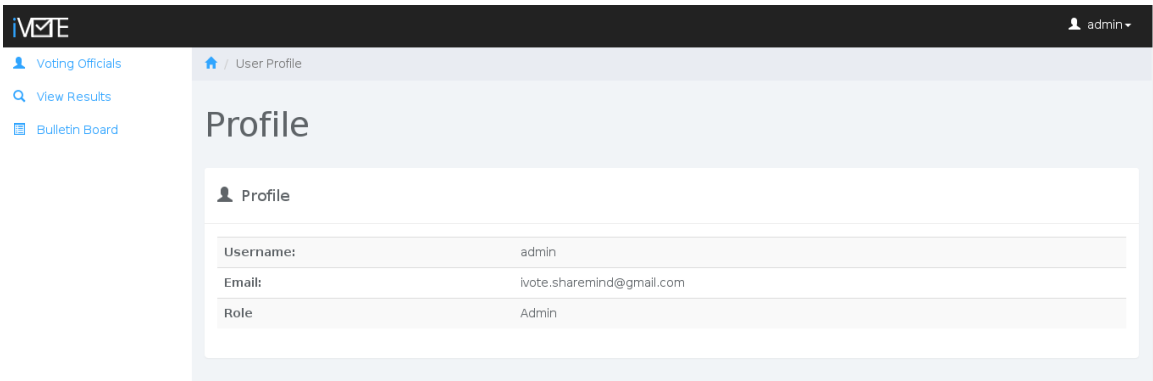 iVOTE
admin
Voting Officials
View Results
Bulletin Board
/ User Profile
Profile
Profile
Username: admin
Email: ivote.sharemind@gmail.com
Role Admin